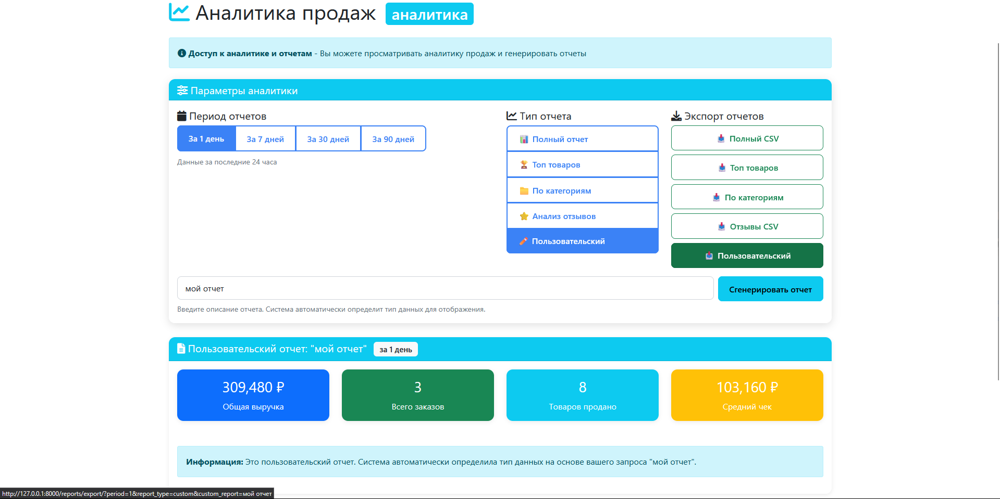 Аналитика продаж аналитика
Доступ к аналитике и отчетам - Вы можете просматривать аналитику продаж и генерировать отчеты
Параметры аналитики
Период отчетов
За 1 день
За 7 дней
За 30 дней
За 90 дней
Данные за последние 24 часа
Тип отчета
Полный отчет
Топ товаров
По категориям
Анализ отзывов
Пользовательский
Экспорт отчетов
Полный CSV
Топ товаров
По категориям
Отзывы CSV
Пользовательский
мой отчет
Сгенерировать отчет
Введите описание отчета. Система автоматически определит тип данных для отображения.
Пользовательский отчет: "мой отчет" за 1 день
309,480 ₽
Общая выручка
3
Всего заказов
8
Товаров продано
103,160 ₽
Средний чек
Информация: Это пользовательский отчет. Система автоматически определила тип данных на основе вашего запроса "мой отчет".
http://127.0.0.1:8000/reports/export/?period=1&report_type=custom&custom_report=мой отчет